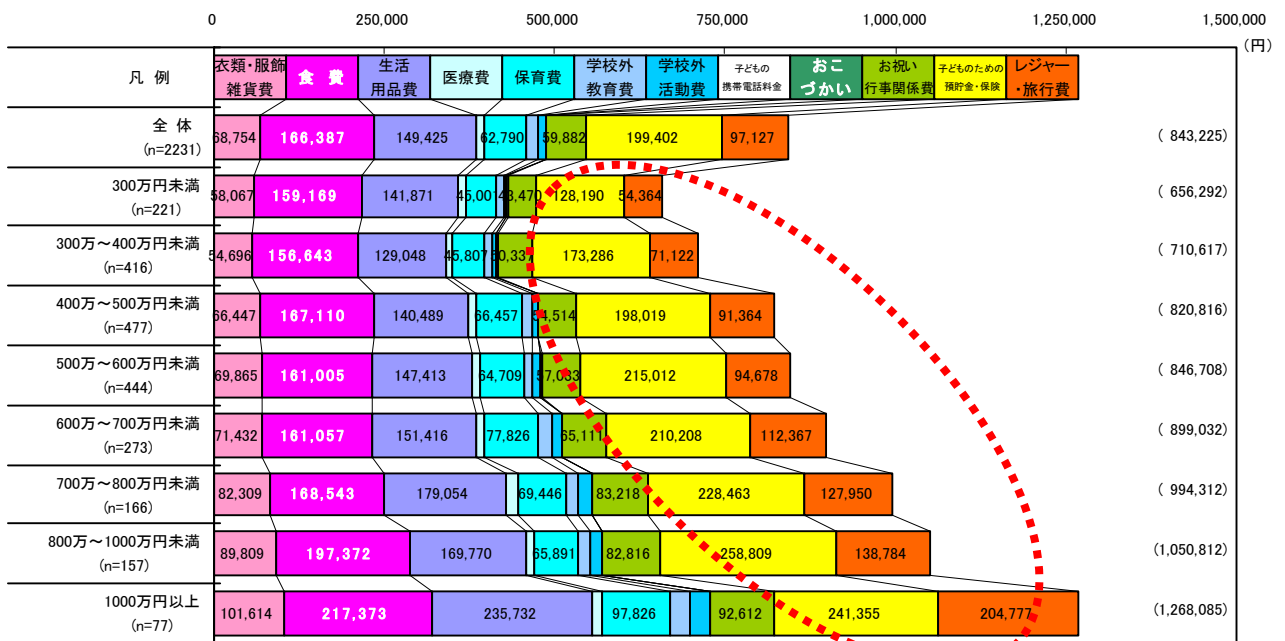 0 250,000 500,000 750,000 1,000,000 1,250,000 1,500,000
(円)
凡 例 衣類・服飾雑貨費 食 費 生活用品費 医療費 保育費 学校外教育費 学校外活動費 子どもの携帯電話料金 おこづかい お祝い行事関係費 子どものための預貯金・保険 レジャー・旅行費
全 体 (n=2231) 68,754 166,387 149,425 62,790 59,882 199,402 97,127 ( 843,225)
300万円未満 (n=221) 58,067 159,169 141,871 45,001 43,470 128,190 54,364 ( 656,292)
300万～400万円未満 (n=416) 54,696 156,643 129,048 45,807 50,337 173,286 71,122 ( 710,617)
400万～500万円未満 (n=477) 66,447 167,110 140,489 66,457 54,514 198,019 91,364 ( 820,816)
500万～600万円未満 (n=444) 69,865 161,005 147,413 64,709 57,033 215,012 94,678 ( 846,708)
600万～700万円未満 (n=273) 71,432 161,057 151,416 77,826 65,111 210,208 112,367 ( 899,032)
700万～800万円未満 (n=166) 82,309 168,543 179,054 69,446 83,218 228,463 127,950 ( 994,312)
800万～1000万円未満 (n=157) 89,809 197,372 169,770 65,891 82,816 258,809 138,784 (1,050,812)
1000万円以上 (n=77) 101,614 217,373 235,732 97,826 92,612 241,355 204,777 (1,268,085)